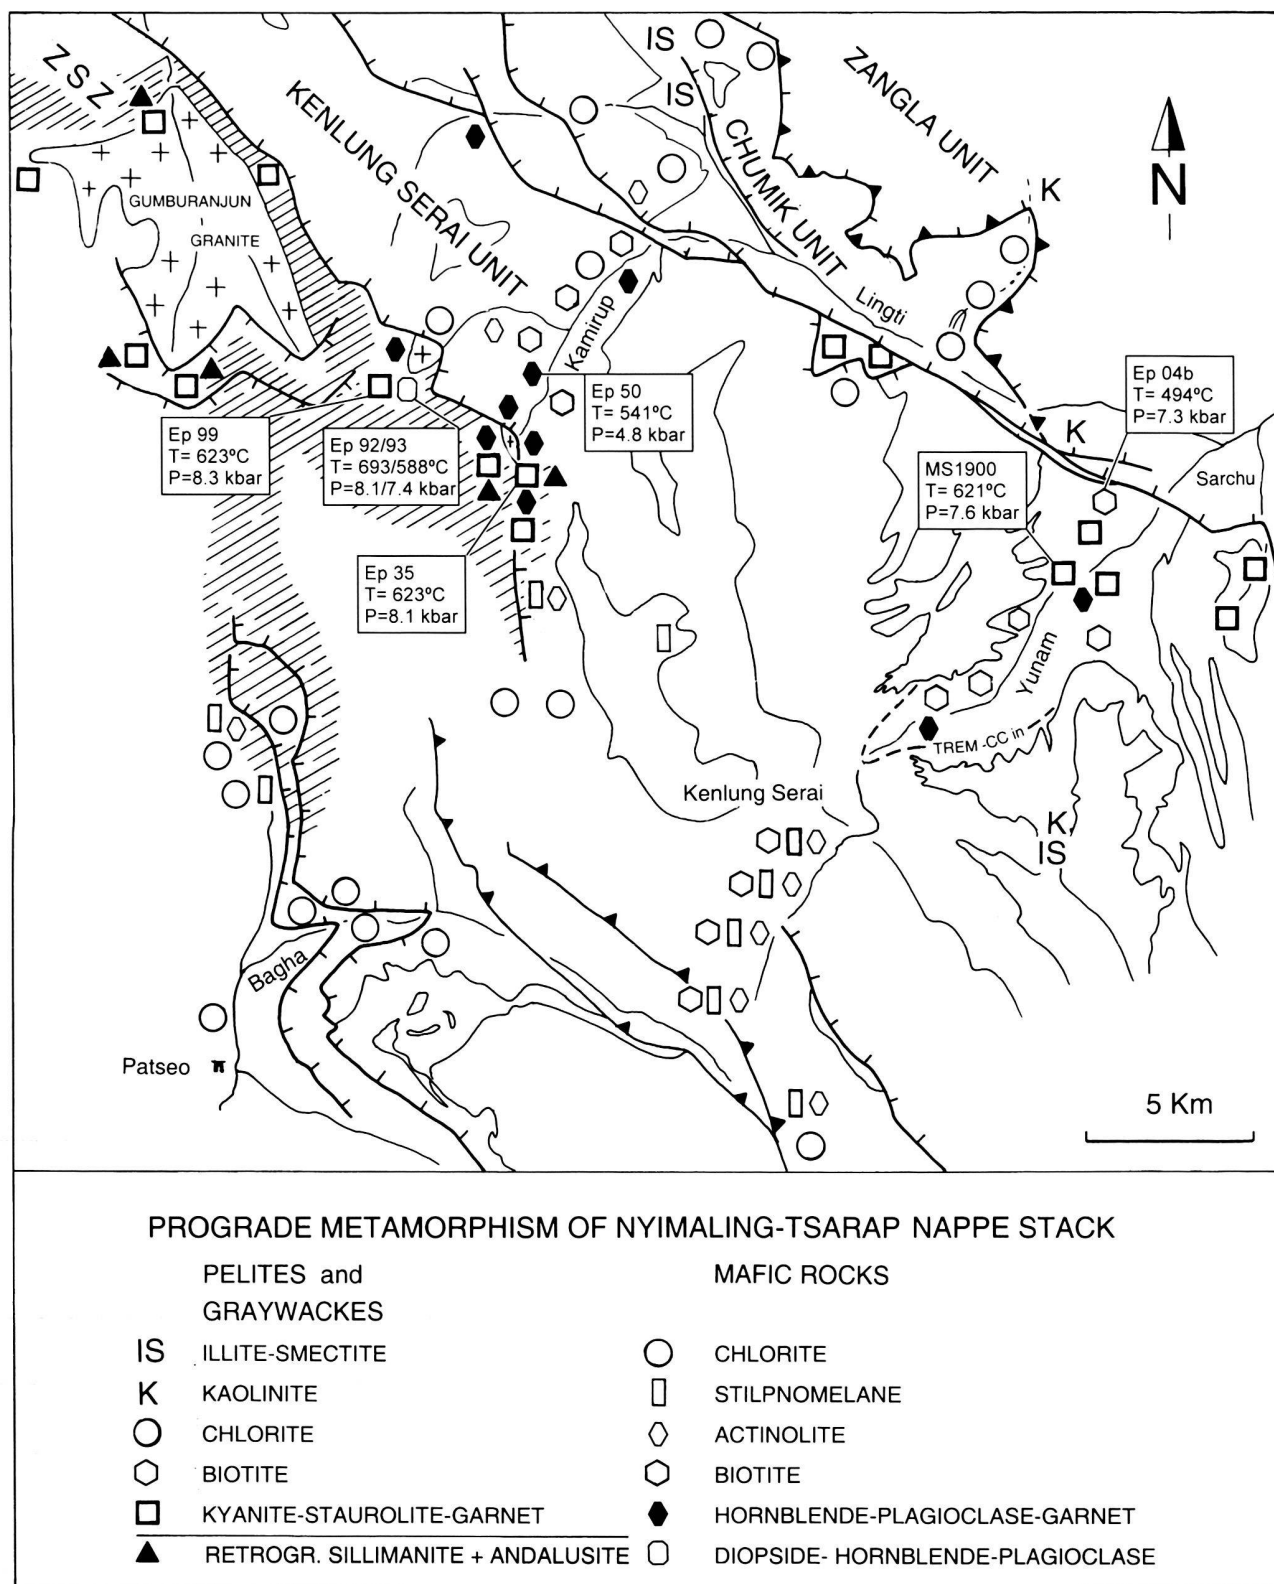 ZSZ
KENLUNG SERAI UNIT
IS
IS
CHUMIK UNIT
ZANGLA UNIT
N
K
GUMBURANJUN
GRANITE
Kamirup
Lingti
Ep 50
T= 541ºC
P=4.8 kbar
Ep 04b
T= 494ºC
P=7.3 kbar
Ep 99
T= 623ºC
P=8.3 kbar
Ep 92/93
T= 693/588ºC
P=8.1/7.4 kbar
K
MS1900
T= 621ºC
P=7.6 kbar
Sarchu
Ep 35
T= 623ºC
P=8.1 kbar
Yunam
TREM-CC in
Kenlung Serai
K
IS
Bagha
Patseo
5 Km
PROGRADE METAMORPHISM OF NYIMALING-TSARAP NAPPE STACK
PELITES and
GRAYWACKES
IS ILLITE-SMECTITE
K KAOLINITE
CHLORITE
BIOTITE
KYANITE-STAUROLITE-GARNET
RETROGR. SILLIMANITE + ANDALUSITE
MAFIC ROCKS
CHLORITE
STILPNOMELANE
ACTINOLITE
BIOTITE
HORNBLENDE-PLAGIOCLASE-GARNET
DIOPSIDE- HORNBLENDE-PLAGIOCLASE